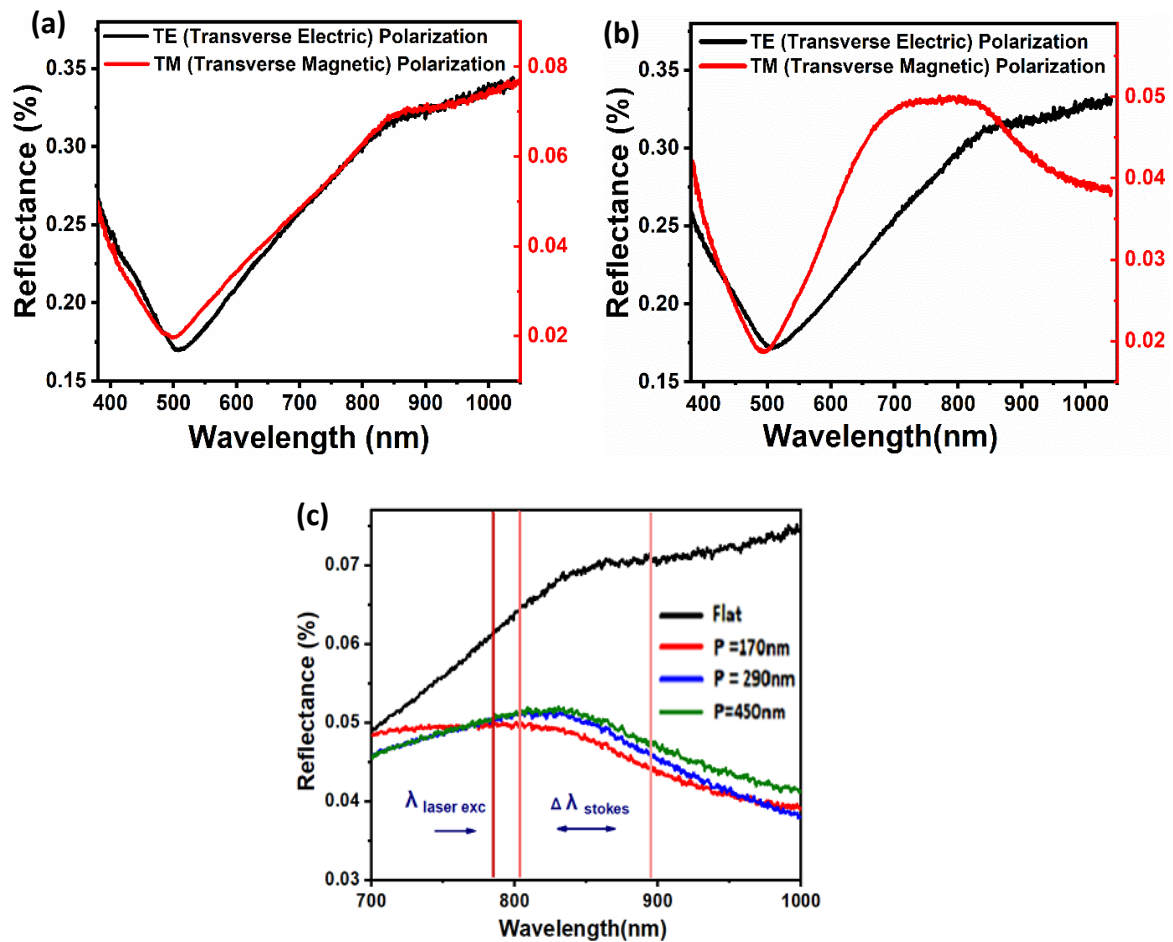 (a)
TE (Transverse Electric) Polarization
TM (Transverse Magnetic) Polarization
Reflectance (%)
0.35
0.30
0.25
0.20
0.15
0.08
0.06
0.04
0.02
400 500 600 700 800 900 1000
Wavelength (nm)
(b)
TE (Transverse Electric) Polarization
TM (Transverse Magnetic) Polarization
Reflectance (%)
0.35
0.30
0.25
0.20
0.15
0.05
0.04
0.03
0.02
0.01
400 500 600 700 800 900 1000
Wavelength(nm)
(c)
Reflectance (%)
0.07
0.06
0.05
0.04
0.03
Flat
P =170nm
P = 290nm
P=450nm
λ laser exc
Δ λ stokes
700 800 900 1000
Wavelength(nm)